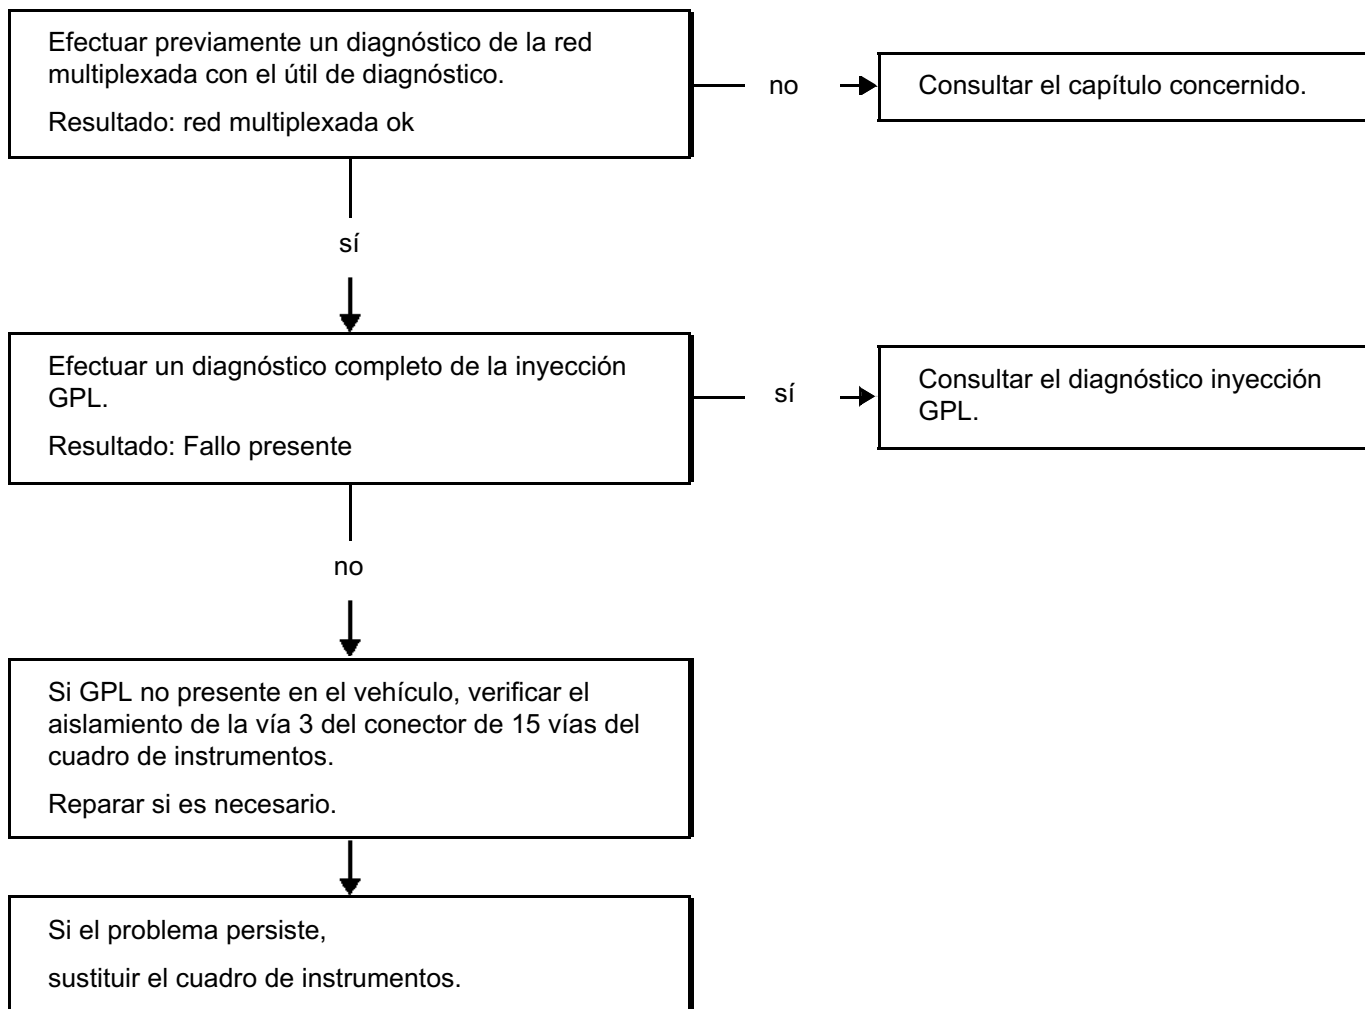 Efectuar previamente un diagnóstico de la red
multiplexada con el útil de diagnóstico.
Resultado: red multiplexada ok
no
Consultar el capítulo concernido.
sí
Efectuar un diagnóstico completo de la inyección
GPL.
Resultado: Fallo presente
sí
Consultar el diagnóstico inyección
GPL.
no
Si GPL no presente en el vehículo, verificar el
aislamiento de la vía 3 del conector de 15 vías del
cuadro de instrumentos.
Reparar si es necesario.
Si el problema persiste,
sustituir el cuadro de instrumentos.